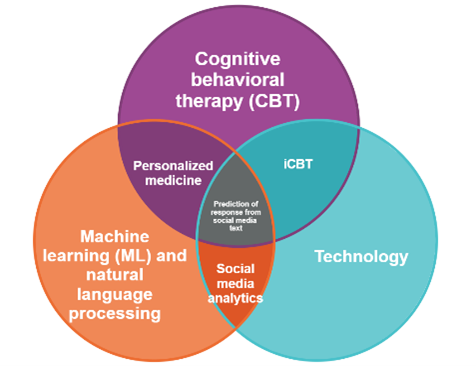 Cognitive
behavioral
therapy (CBT)
Personalized
medicine
iCBT
Prediction of
response from
social media
text
Machine
learning (ML) and
natural
language
processing
Technology
Social
media
analytics